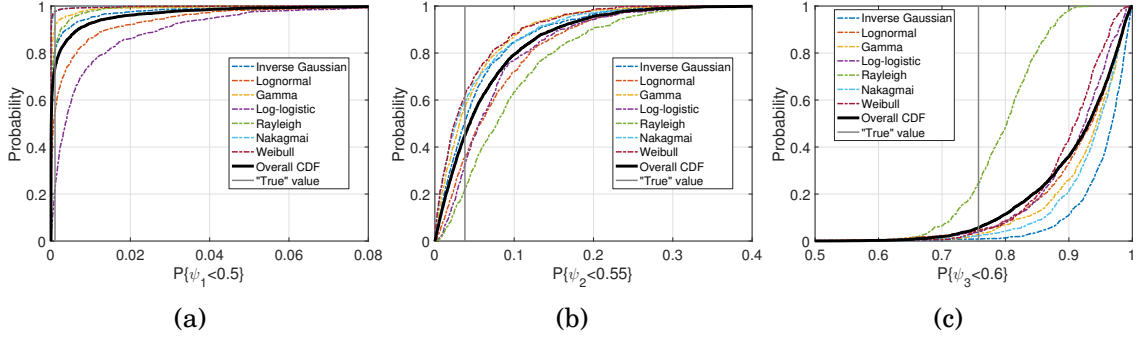 Probability
1
0.8
0.6
0.4
0.2
0
0
0.02
0.04
0.06
0.08
Inverse Gaussian
Lognormal
Gamma
Log-logistic
Rayleigh
Nakagmai
Weibull
Overall CDF
"True" value
P{ψ₁<0.5}
(a)
Probability
1
0.8
0.6
0.4
0.2
0
0
0.1
0.2
0.3
0.4
Inverse Gaussian
Lognormal
Gamma
Log-logistic
Rayleigh
Nakagmai
Weibull
Overall CDF
"True" value
P{ψ₂<0.55}
(b)
Probability
1
0.8
0.6
0.4
0.2
0
0.5
0.6
0.7
0.8
0.9
1
Inverse Gaussian
Lognormal
Gamma
Log-logistic
Rayleigh
Nakagmai
Weibull
Overall CDF
"True" value
P{ψ₃<0.6}
(c)